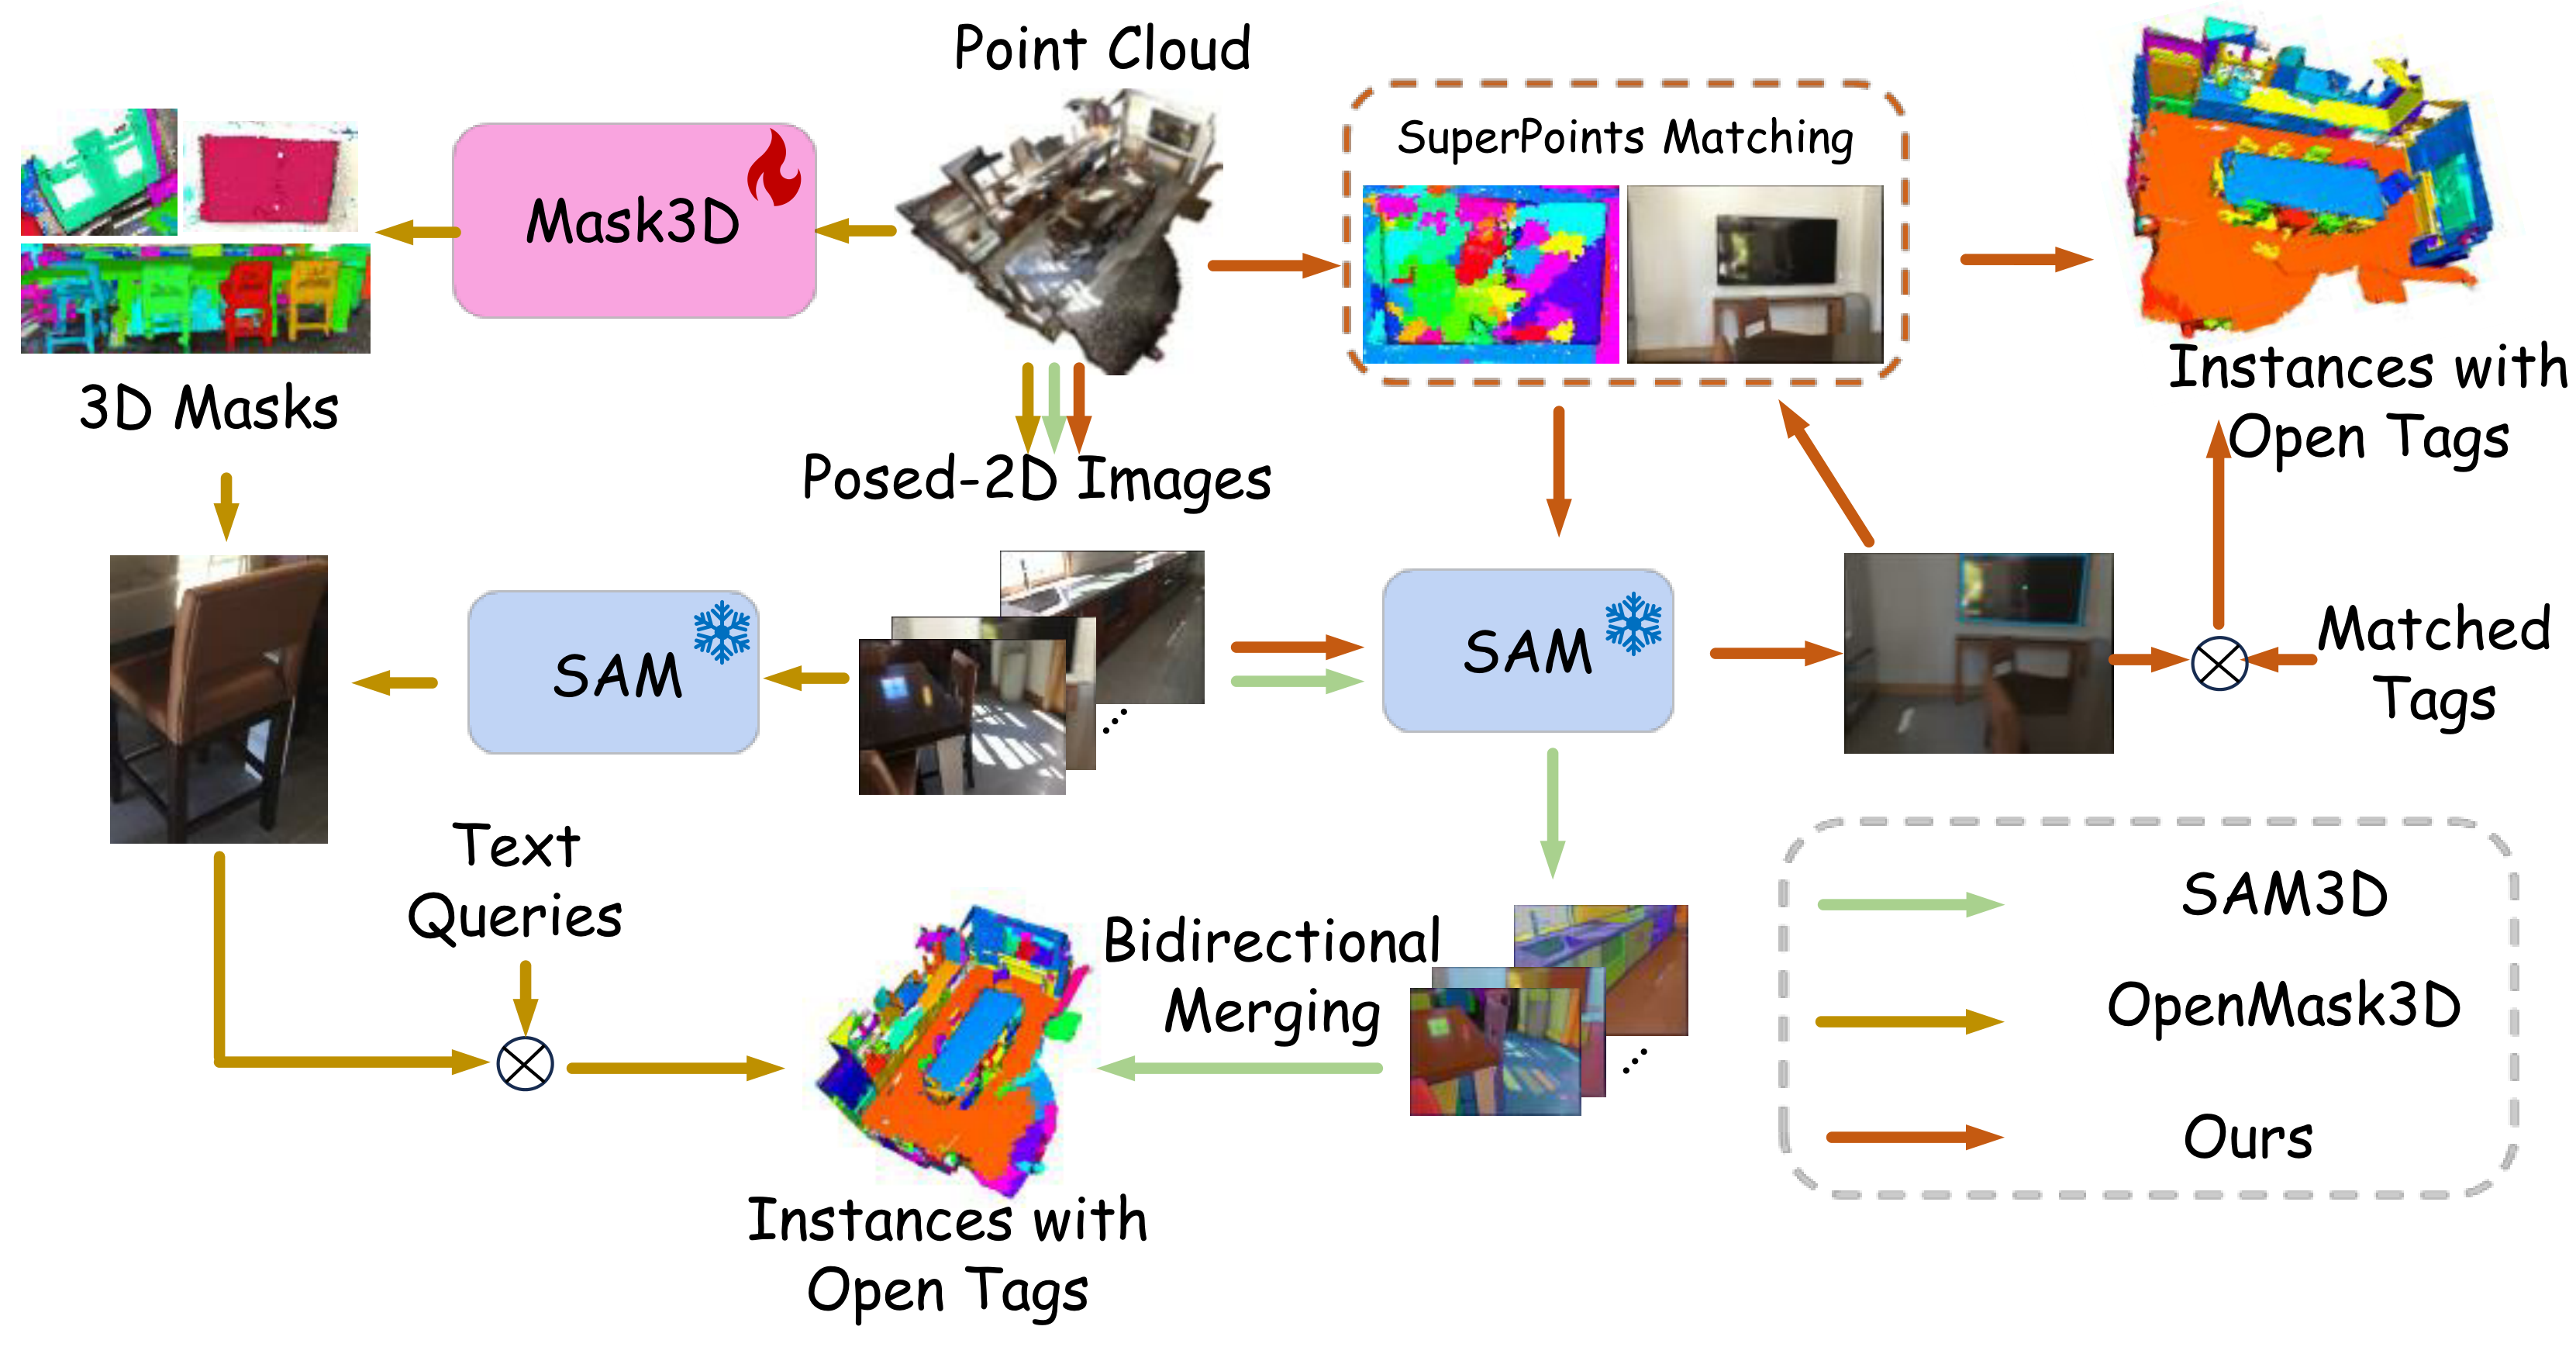 Point Cloud
SuperPoints Matching
Mask3D
3D Masks
Instances with
Open Tags
Posed-2D Images
SAM
SAM
Matched
Tags
Text
Queries
Bidirectional
Merging
SAM3D
OpenMask3D
Ours
Instances with
Open Tags